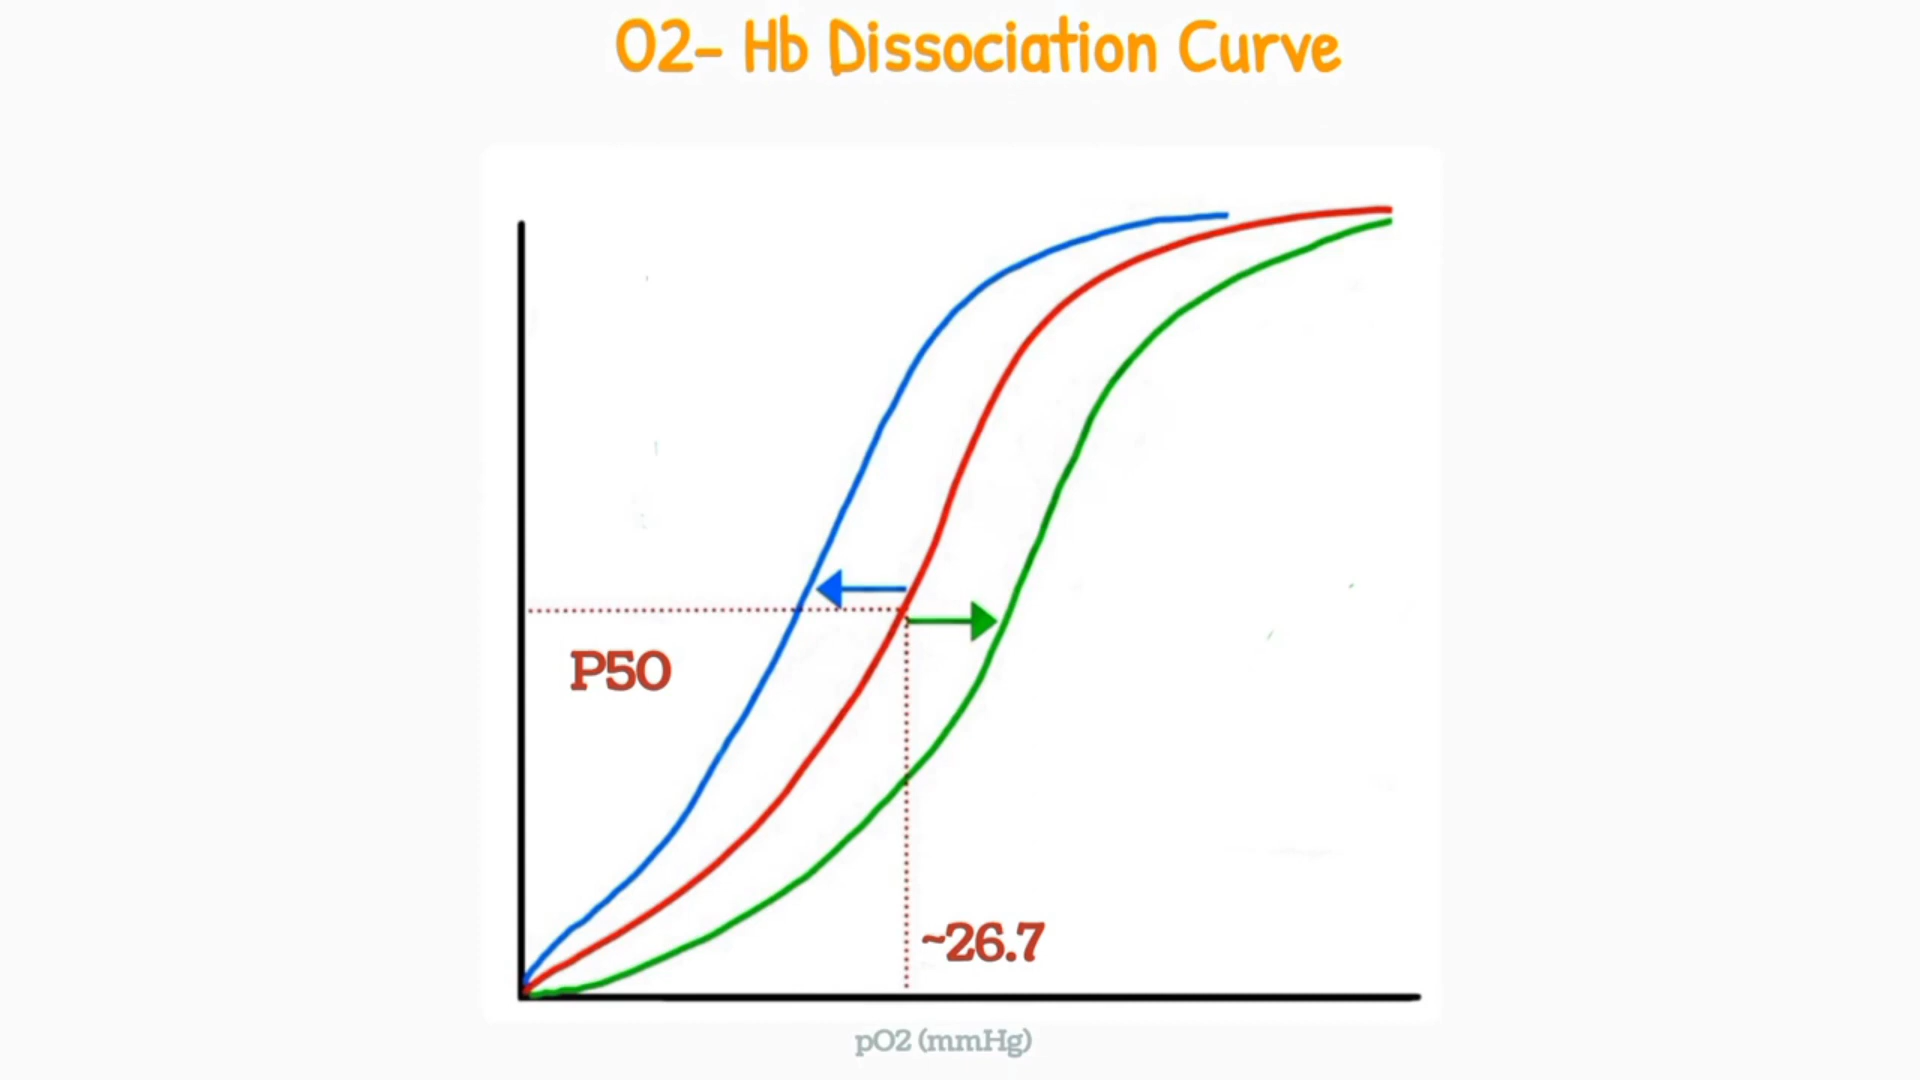 O2- Hb Dissociation Curve
P50
~26.7
pO2 (mmHg)